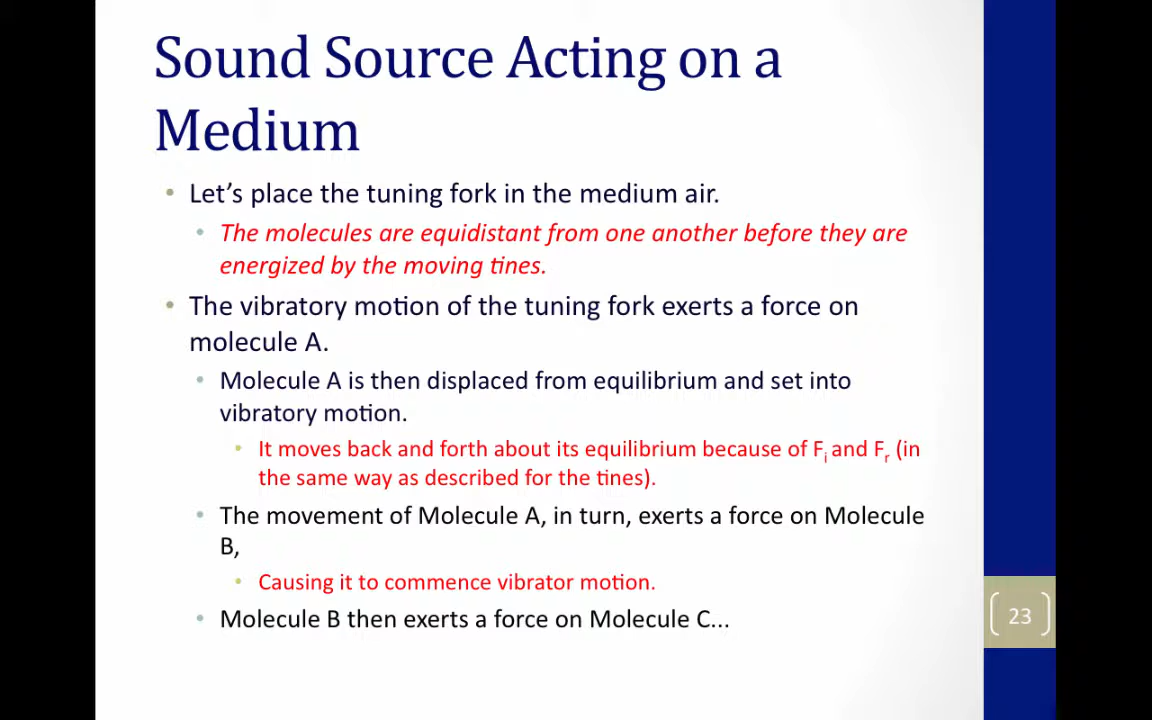 Sound Source Acting on a
Medium
• Let’s place the tuning fork in the medium air.
• The molecules are equidistant from one another before they are
energized by the moving tines.
• The vibratory motion of the tuning fork exerts a force on
molecule A.
• Molecule A is then displaced from equilibrium and set into
vibratory motion.
• It moves back and forth about its equilibrium because of Fi and Fr (in
the same way as described for the tines).
• The movement of Molecule A, in turn, exerts a force on Molecule
B,
• Causing it to commence vibrator motion.
• Molecule B then exerts a force on Molecule C...
23